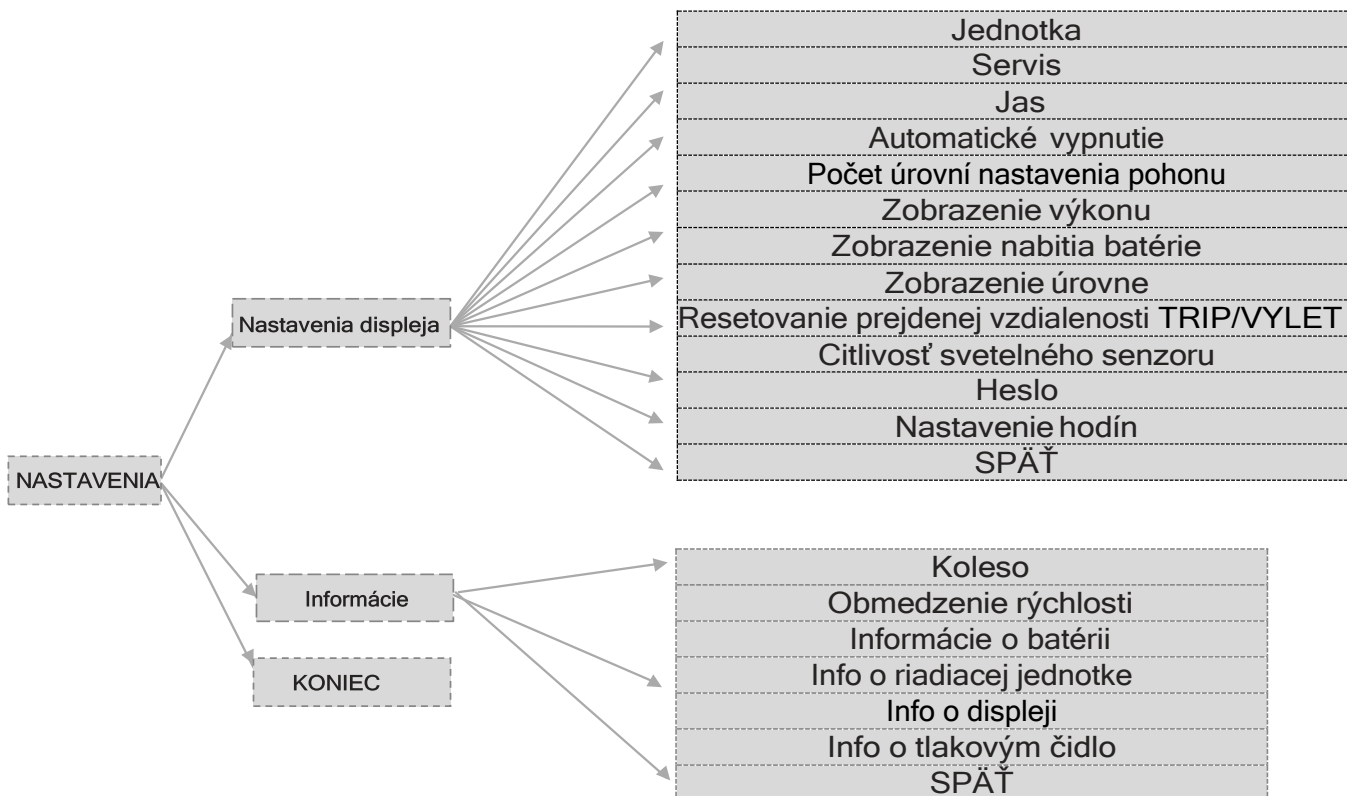 Jednotka
Servis
Jas
Automatické vypnutie
Počet úrovní nastavenia pohonu
Zobrazenie výkonu
Zobrazenie nabitia batérie
Zobrazenie úrovne
Resetovanie prejdenej vzdialenosti TRIP/VYLET
Citlivosť svetelného senzoru
Heslo
Nastavenie hodín
SPÄŤ
Nastavenia displeja
NASTAVENIA
Informácie
KONIEC
Koleso
Obmedzenie rýchlosti
Informácie o batérii
Info o riadiacej jednotke
Info o displeji
Info o tlakovým čidlo
SPÄŤ